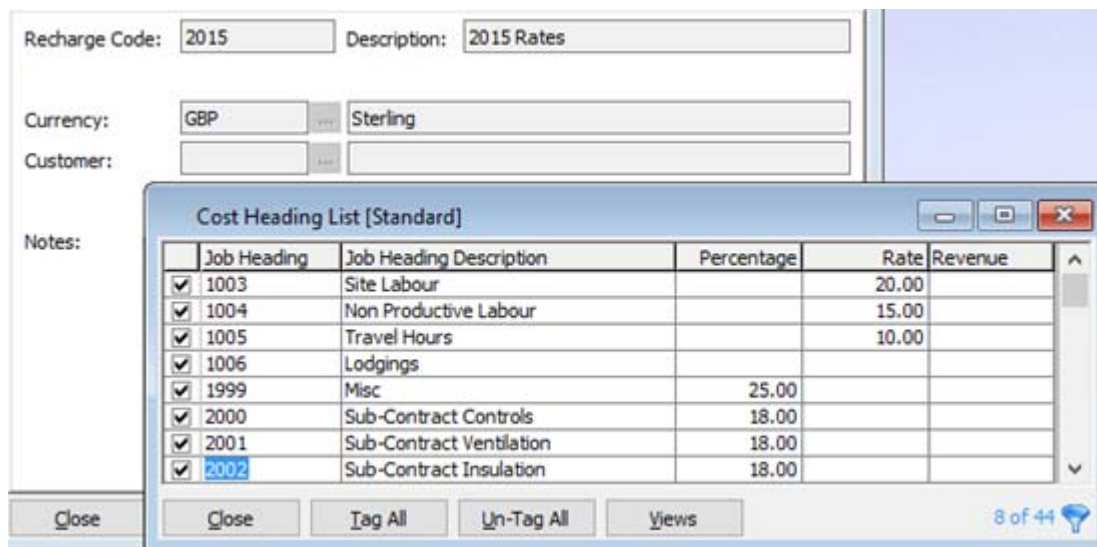 Recharge Code: 2015 Description: 2015 Rates
Currency: GBP ... Sterling
Customer: ...
Cost Heading List [Standard]
Notes:
Job Heading Job Heading Description Percentage Rate Revenue
1003 Site Labour 20.00
1004 Non Productive Labour 15.00
1005 Travel Hours 10.00
1006 Lodgings
1999 Misc 25.00
2000 Sub-Contract Controls 18.00
2001 Sub-Contract Ventilation 18.00
2002 Sub-Contract Insulation 18.00
Close Close Tag All Un-Tag All Views 8 of 44